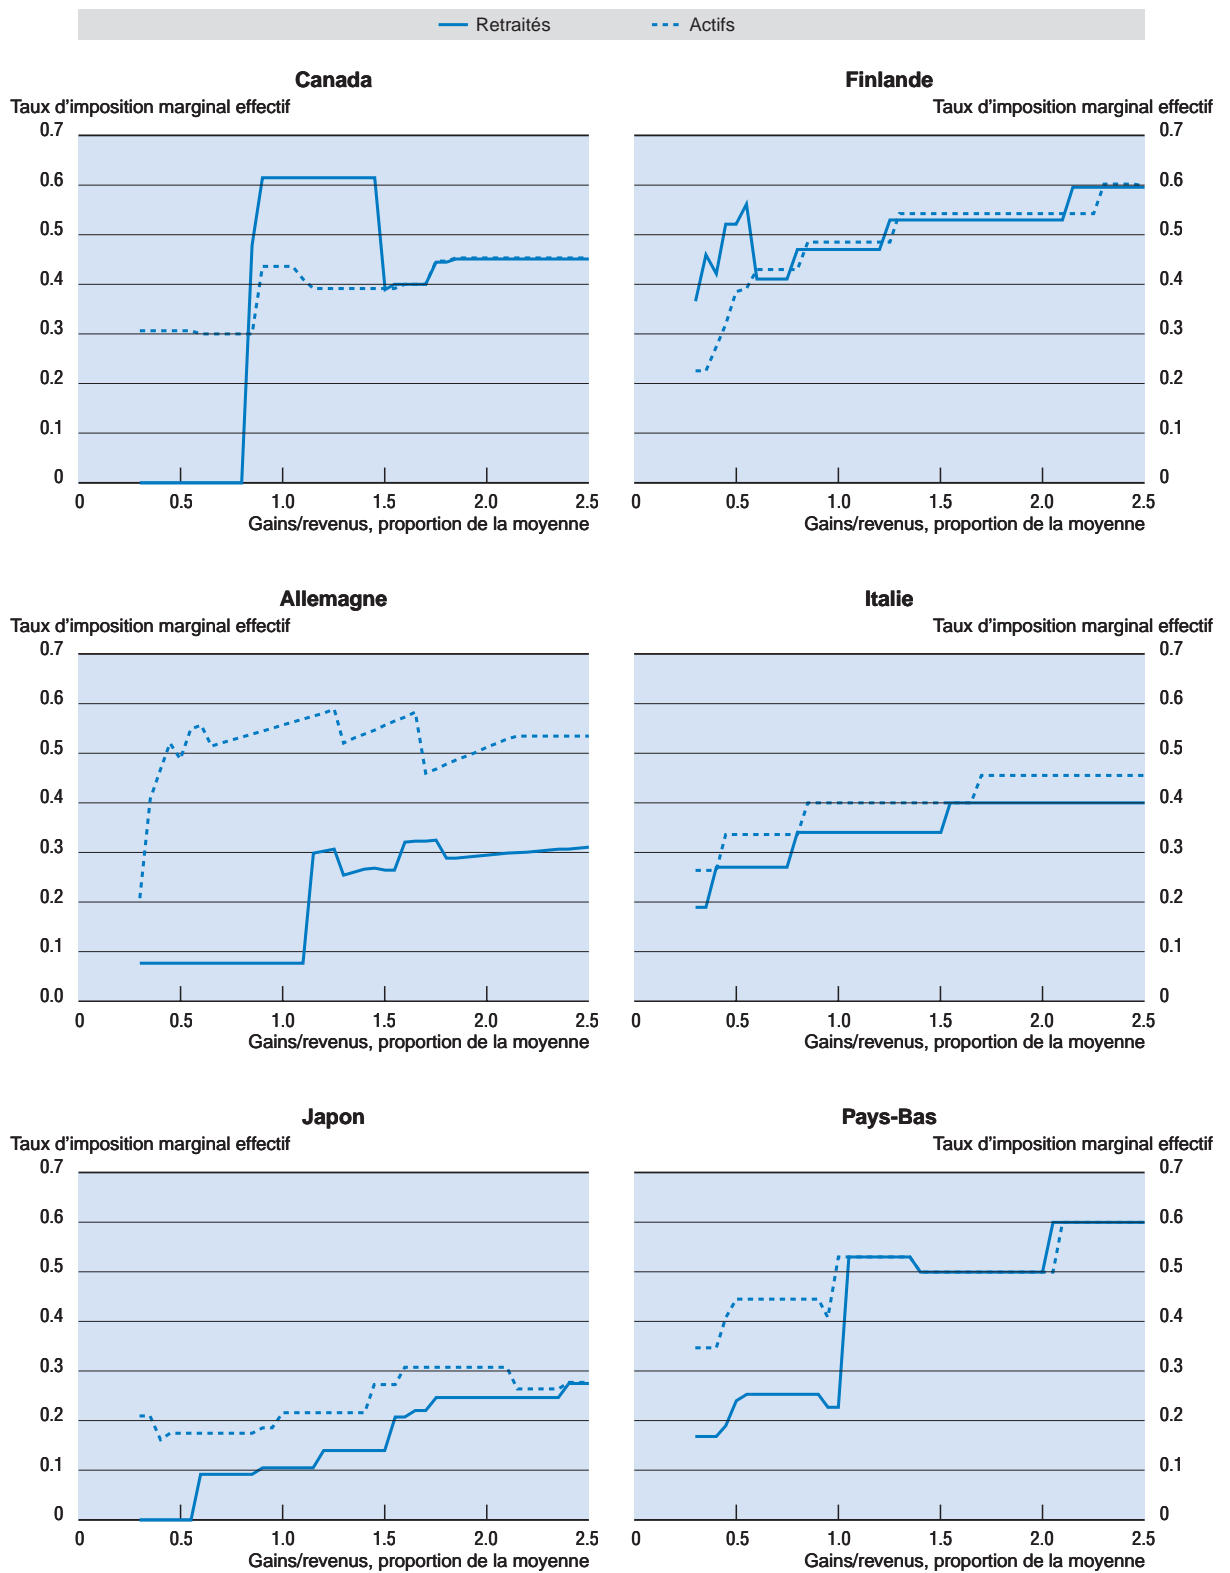 Retraités Actifs
Canada
Taux d'imposition marginal effectif
0.7
0.6
0.5
0.4
0.3
0.2
0.1
0
0 0.5 1.0 1.5 2.0 2.5
Gains/revenus, proportion de la moyenne
Finlande
Taux d'imposition marginal effectif
0.7
0.6
0.5
0.4
0.3
0.2
0.1
0
0 0.5 1.0 1.5 2.0 2.5
Gains/revenus, proportion de la moyenne
Allemagne
Taux d'imposition marginal effectif
0.7
0.6
0.5
0.4
0.3
0.2
0.1
0.0
0 0.5 1.0 1.5 2.0 2.5
Gains/revenus, proportion de la moyenne
Italie
Taux d'imposition marginal effectif
0.7
0.6
0.5
0.4
0.3
0.2
0.1
0
0 0.5 1.0 1.5 2.0 2.5
Gains/revenus, proportion de la moyenne
Japon
Taux d'imposition marginal effectif
0.7
0.6
0.5
0.4
0.3
0.2
0.1
0
0 0.5 1.0 1.5 2.0 2.5
Gains/revenus, proportion de la moyenne
Pays-Bas
Taux d'imposition marginal effectif
0.7
0.6
0.5
0.4
0.3
0.2
0.1
0
0 0.5 1.0 1.5 2.0 2.5
Gains/revenus, proportion de la moyenne